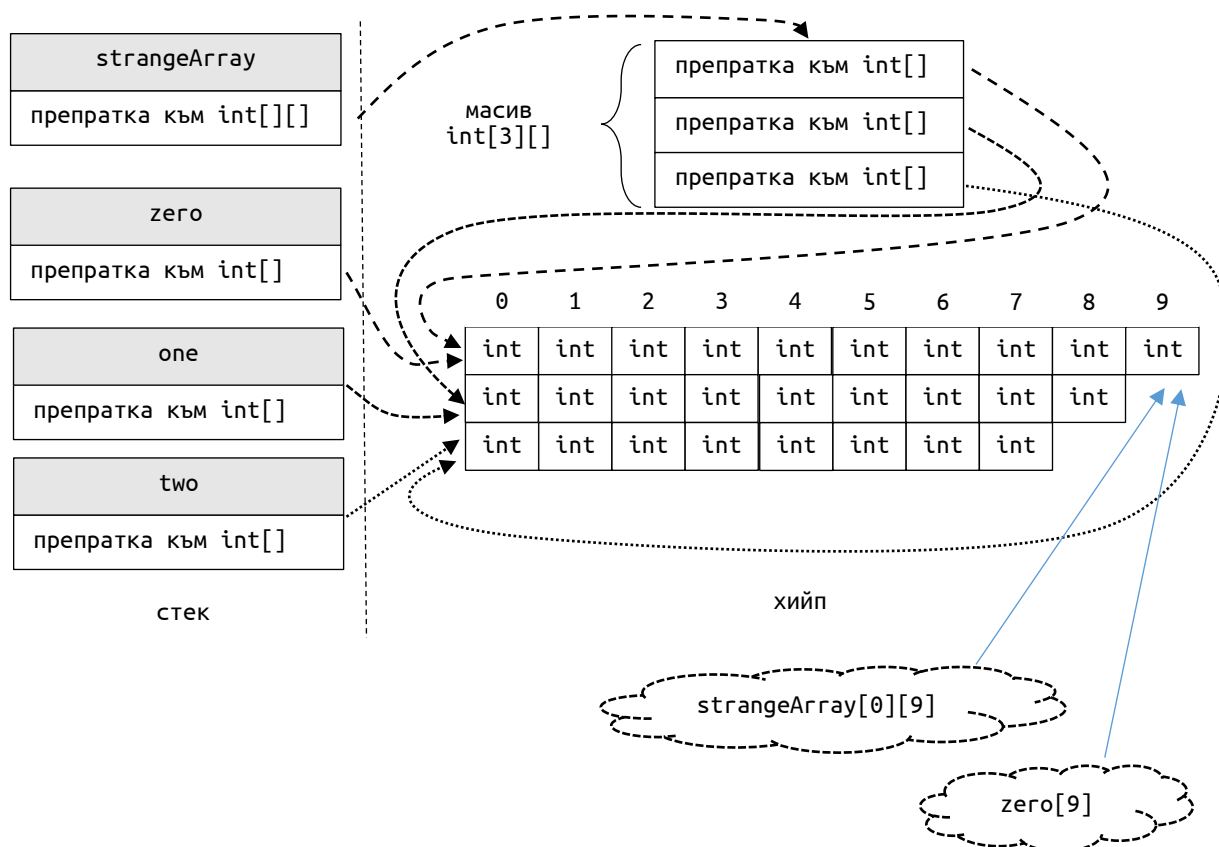 strangeArray
препратка към int[][]
zero
препратка към int[]
one
препратка към int[]
two
препратка към int[]
стек
масив
int[3][]
препратка към int[]
препратка към int[]
препратка към int[]
0 1 2 3 4 5 6 7 8 9
int int int int int int int int int int
int int int int int int int int int
int int int int int int int int
хийп
strangeArray[0][9]
zero[9]